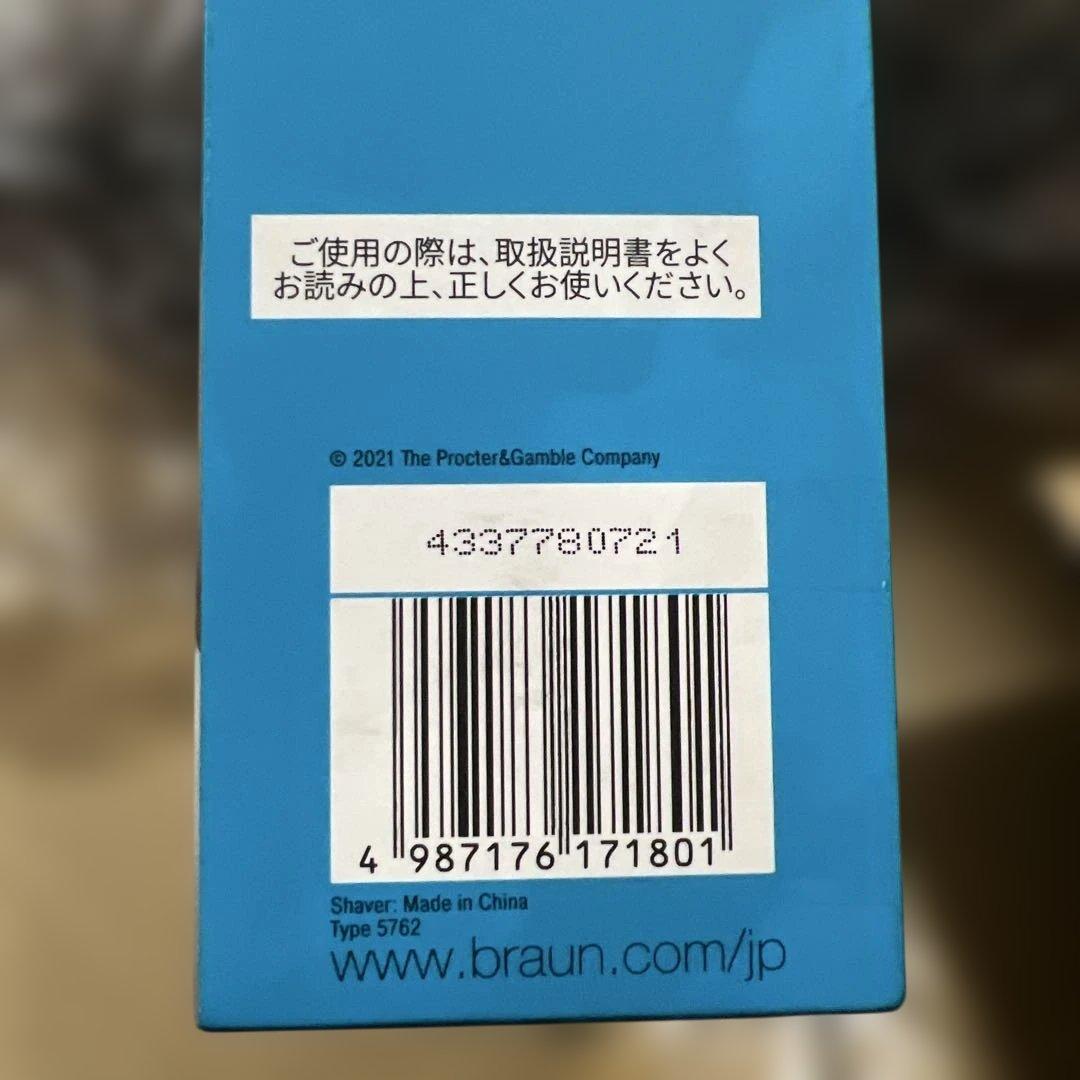 ご使用の際は、取扱説明書をよく
お読みの上、正しくお使いください。
© 2021 The Procter&Gamble Company
4337780721
4 987176 171801
Shaver: Made in China
Type 5762
www.braun.com/jp